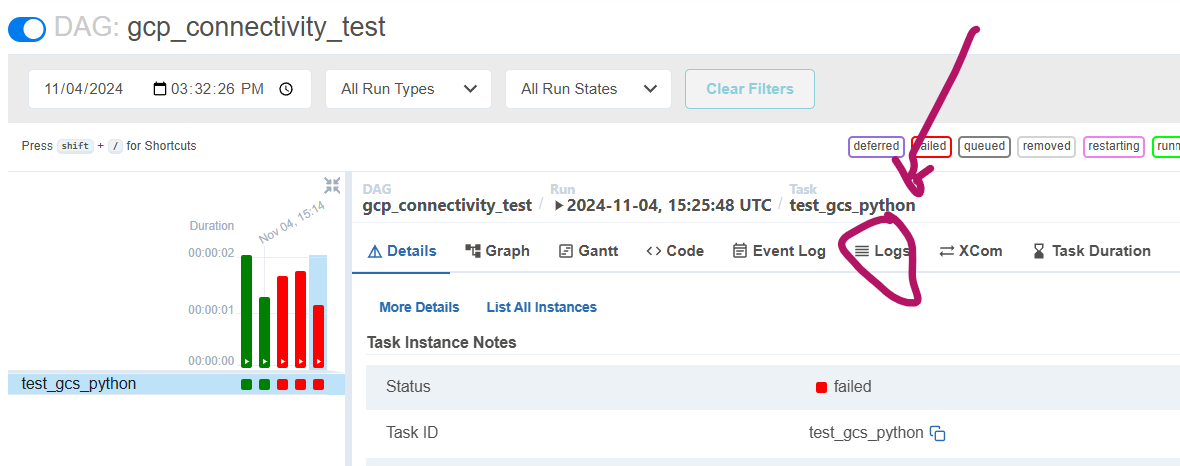 DAG: gcp_connectivity_test
11/04/2024 03:32:26 PM All Run Types All Run States Clear Filters
Press shift + / for Shortcuts deferred failed queued removed restarting
DAG Run Task
gcp_connectivity_test / 2024-11-04, 15:25:48 UTC / test_gcs_python
Duration Nov 04, 15:14
00:00:02
00:00:01
00:00:00
test_gcs_python
Details Graph Gantt Code Event Log Logs XCom Task Duration
More Details List All Instances
Task Instance Notes
Status failed
Task ID test_gcs_python